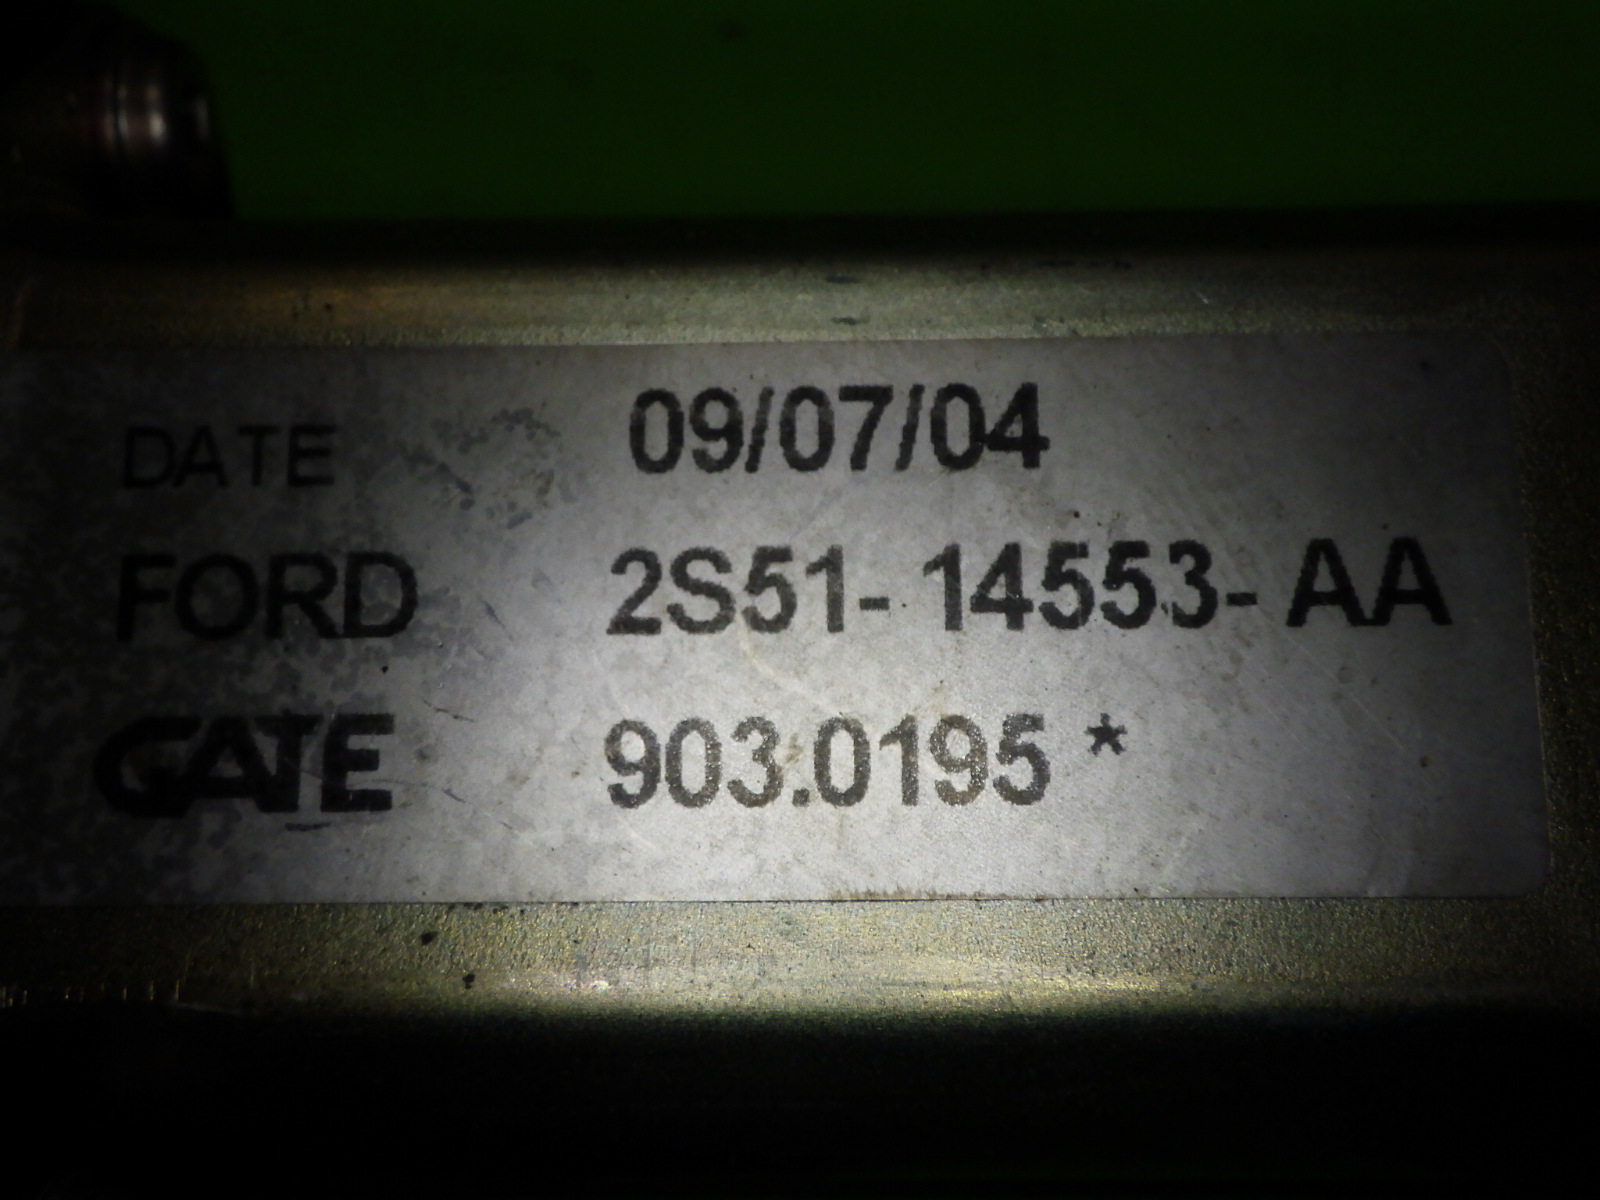 DATE 09/07/04
FORD 2S51-14553-AA
GATE 903.0195*